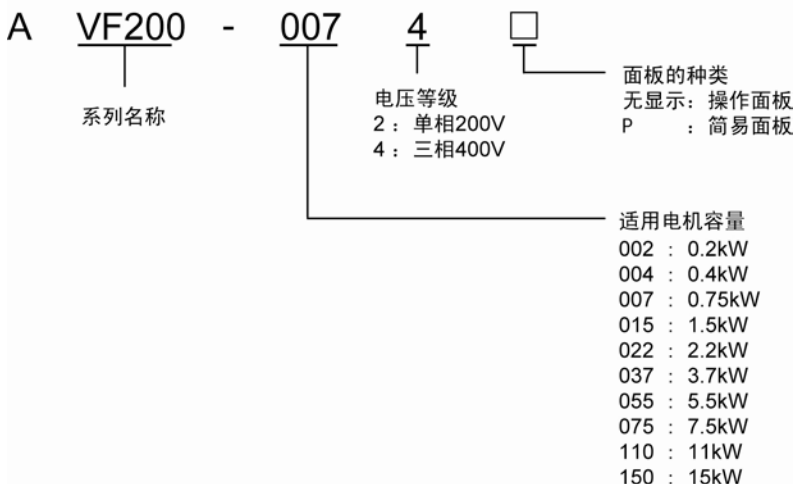 A VF200 - 007 4 □
系列名称
电压等级
2 : 单相200V
4 : 三相400V
面板的种类
无显示: 操作面板
P : 简易面板
适用电机容量
002 : 0.2kW
004 : 0.4kW
007 : 0.75kW
015 : 1.5kW
022 : 2.2kW
037 : 3.7kW
055 : 5.5kW
075 : 7.5kW
110 : 11kW
150 : 15kW